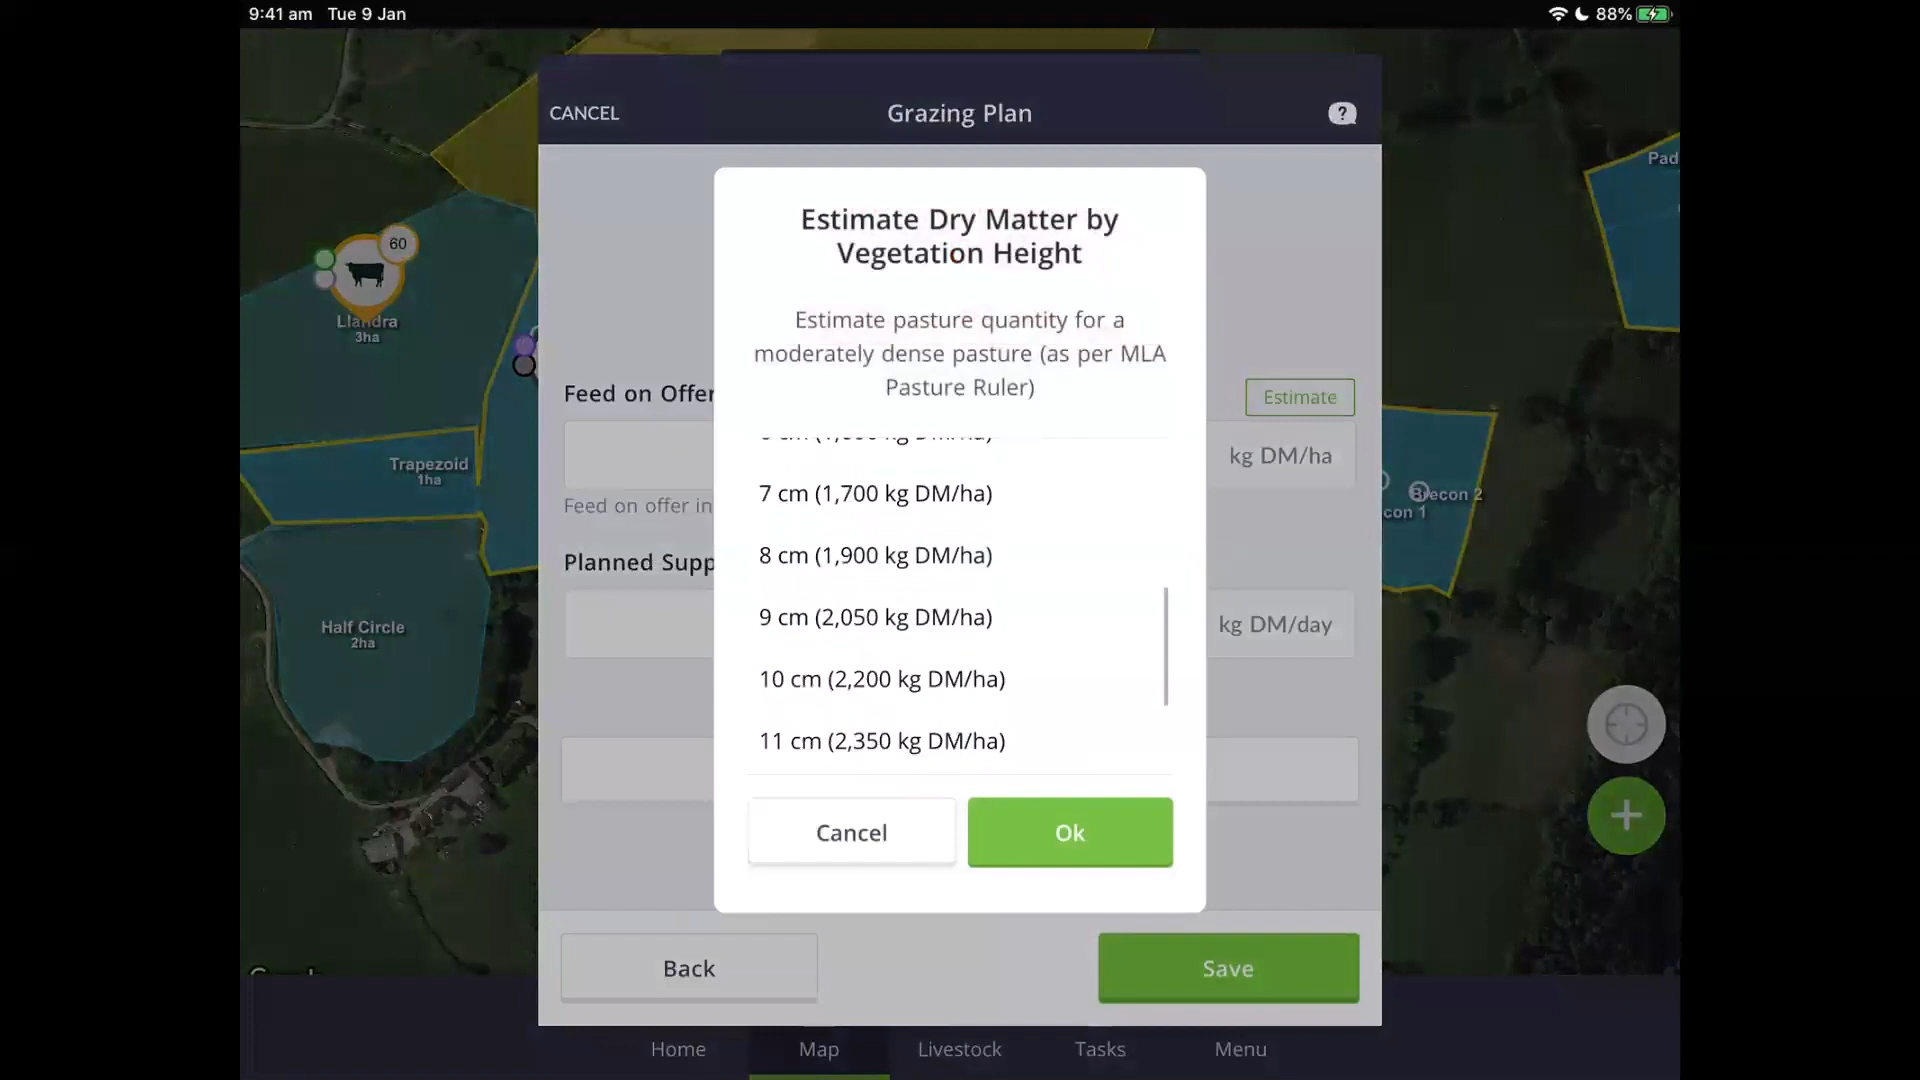 9:41 am Tue 9 Jan
88%
CANCEL
Grazing Plan
?
Estimate Dry Matter by
Vegetation Height
Estimate pasture quantity for a
moderately dense pasture (as per MLA
Pasture Ruler)
7 cm (1,700 kg DM/ha)
8 cm (1,900 kg DM/ha)
9 cm (2,050 kg DM/ha)
10 cm (2,200 kg DM/ha)
11 cm (2,350 kg DM/ha)
Cancel
Ok
Feed on Offer
Estimate
kg DM/ha
Feed on offer in
Planned Supp
kg DM/day
Back
Save
60
Llandra
3ha
Trapezoid
1ha
Half Circle
2ha
Pad
Brecon 2
con 1
Home
Map
Livestock
Tasks
Menu